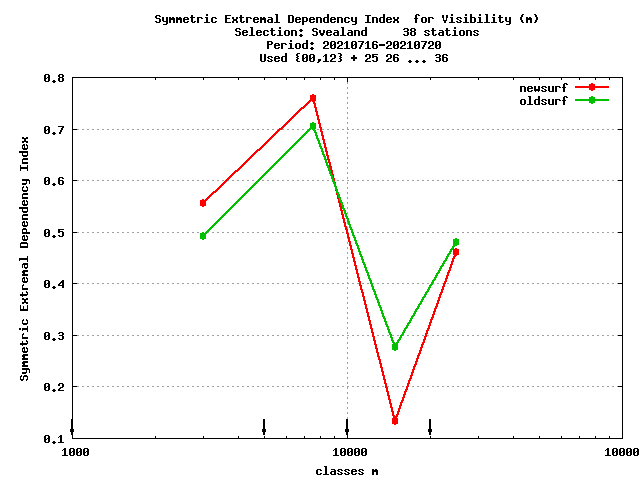 Symmetric Extremal Dependency Index  for Visibility (m)
Selection: Svealand     38 stations
Period: 20210716-20210720
Used {00,12} + 25 26 ... 36
newsurf
oldsurf
0.8
0.7
0.6
0.5
0.4
0.3
0.2
0.1
Symmetric Extremal Dependency Index
1000 10000 10000
classes m